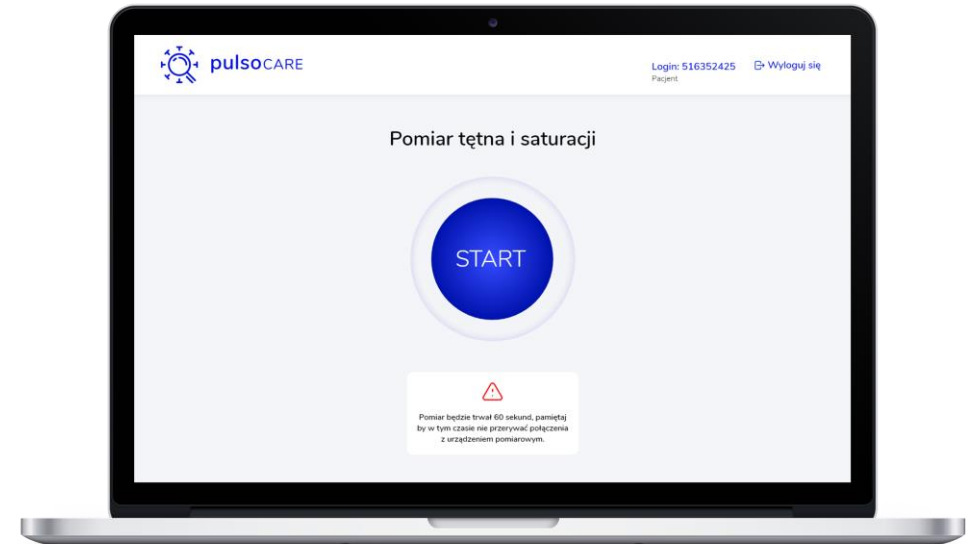 pulsocare
Login: 516352425
Wyloguj się
Pacjent
Pomiar tętna i saturacji
START
Pomiar będzie trwał 60 sekund, pamiętaj
by w tym czasie nie przerywać połączenia
z urządzeniem pomiarowym.